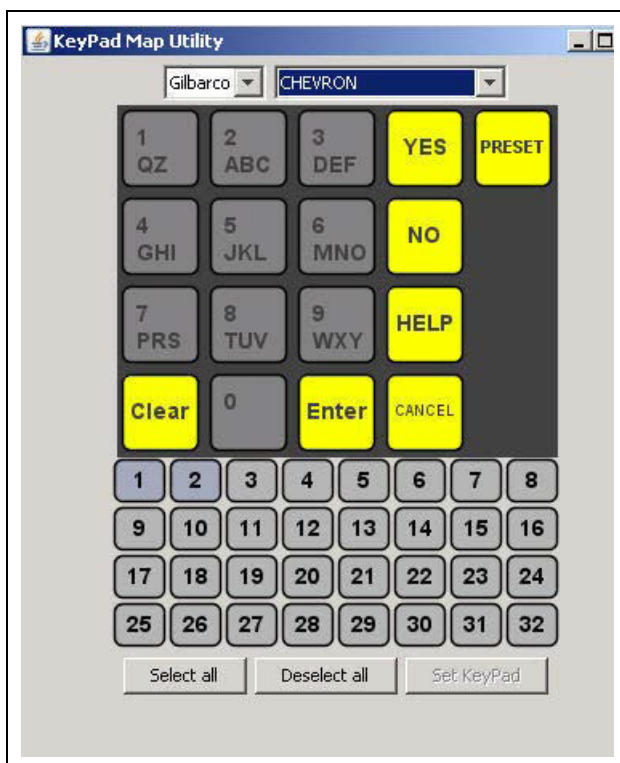 KeyPad Map Utility
Gilbarco CHEVRON
1 2 3 YES PRESET
QZ ABC DEF
4 5 6 NO
GHI JKL MNO
7 8 9 HELP
PRS TUV WXY
Clear 0 Enter CANCEL
1 2 3 4 5 6 7 8
9 10 11 12 13 14 15 16
17 18 19 20 21 22 23 24
25 26 27 28 29 30 31 32
Select all Deselect all Set KeyPad